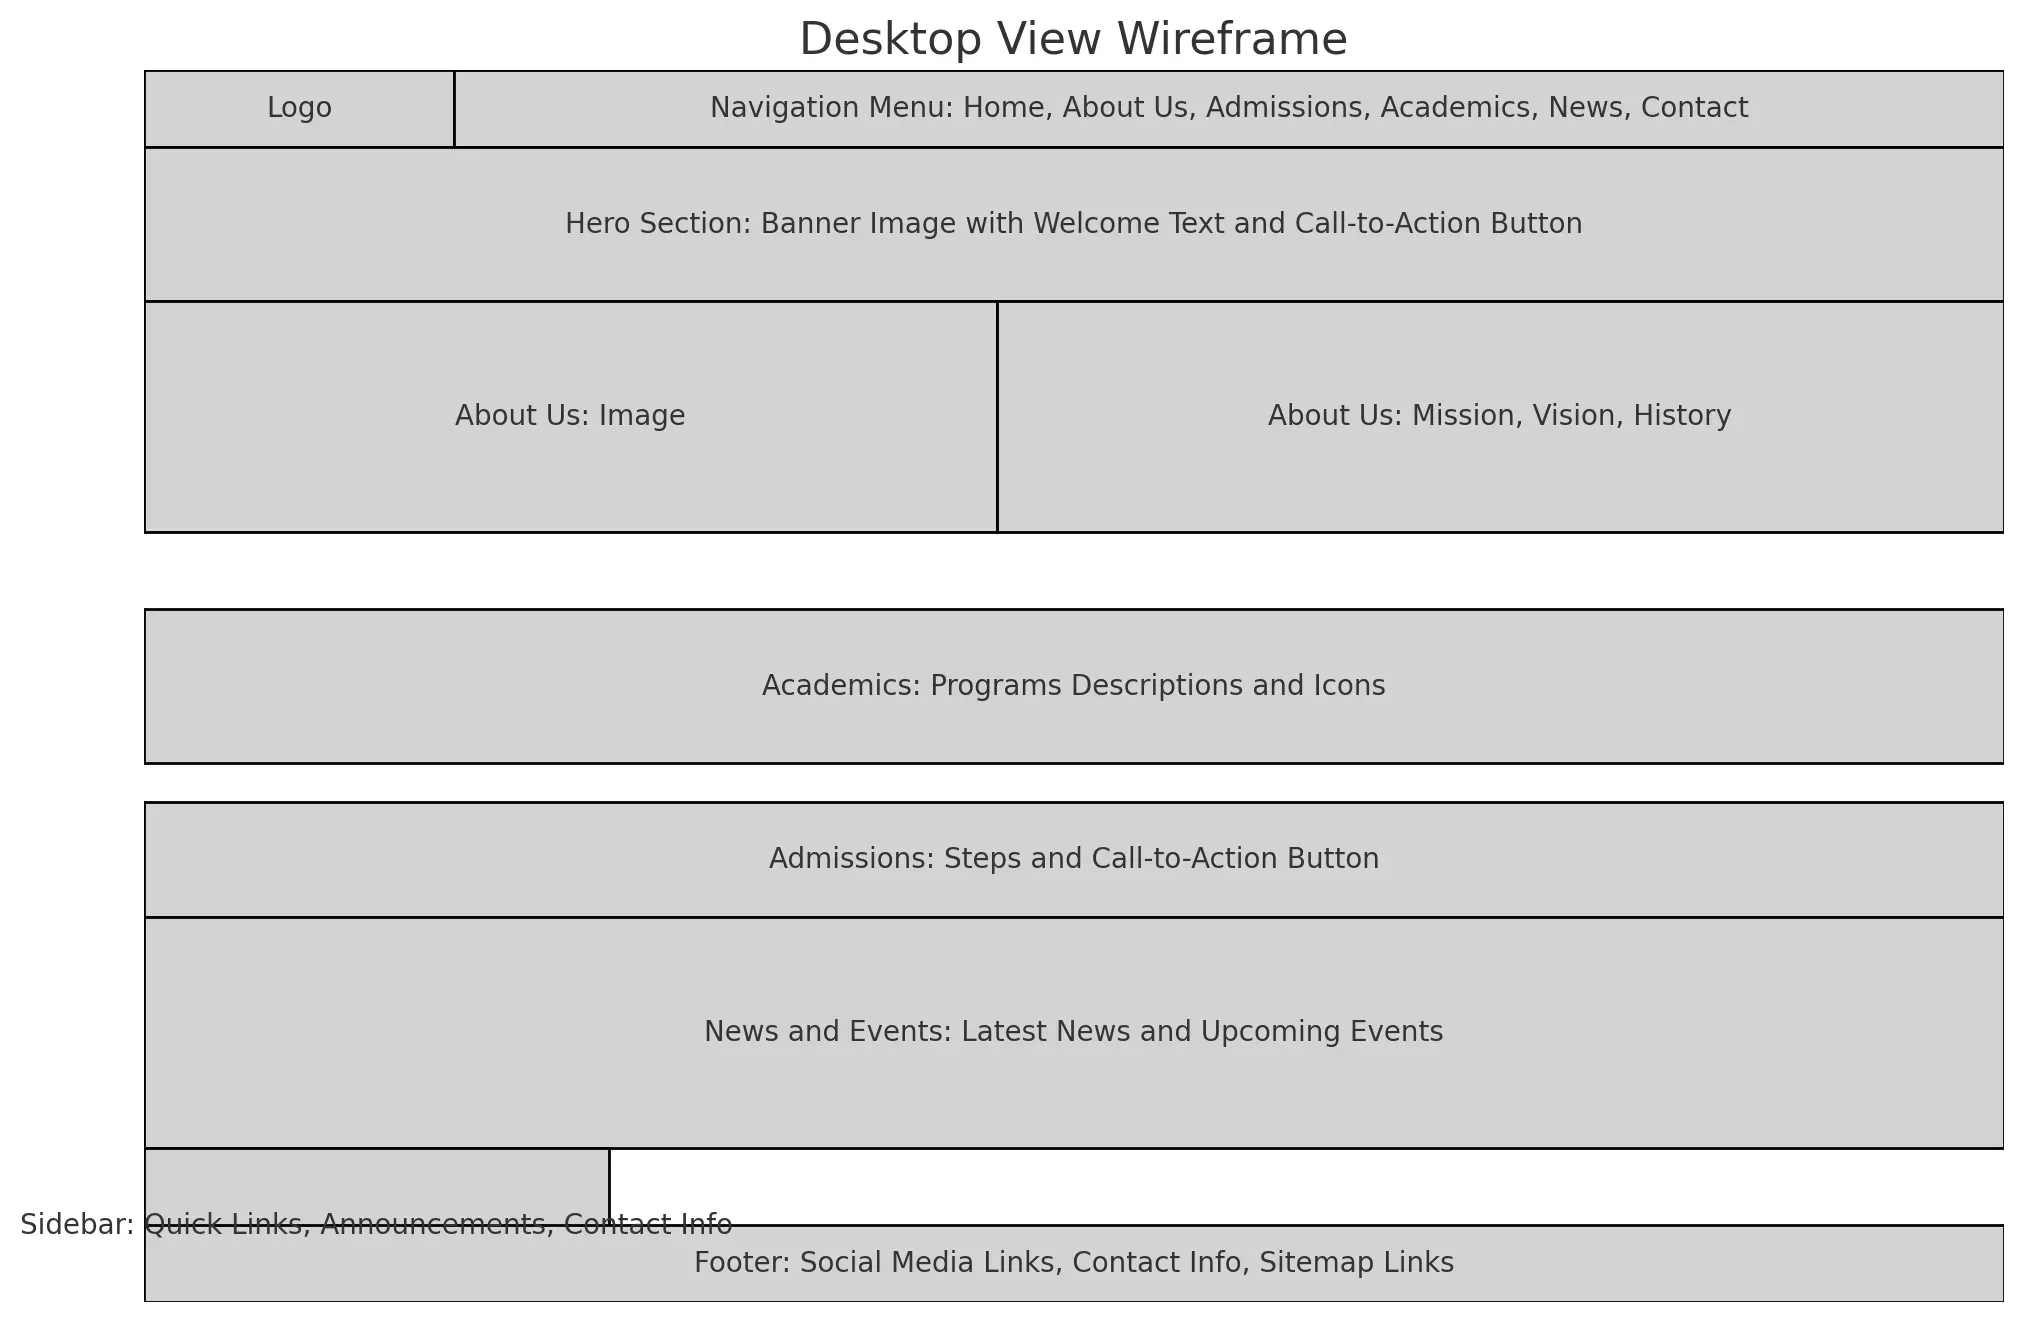 Desktop View Wireframe
Logo
Navigation Menu: Home, About Us, Admissions, Academics, News, Contact
Hero Section: Banner Image with Welcome Text and Call-to-Action Button
About Us: Image
About Us: Mission, Vision, History
Academics: Programs Descriptions and Icons
Admissions: Steps and Call-to-Action Button
News and Events: Latest News and Upcoming Events
Sidebar: Quick Links, Announcements, Contact Info
Footer: Social Media Links, Contact Info, Sitemap Links